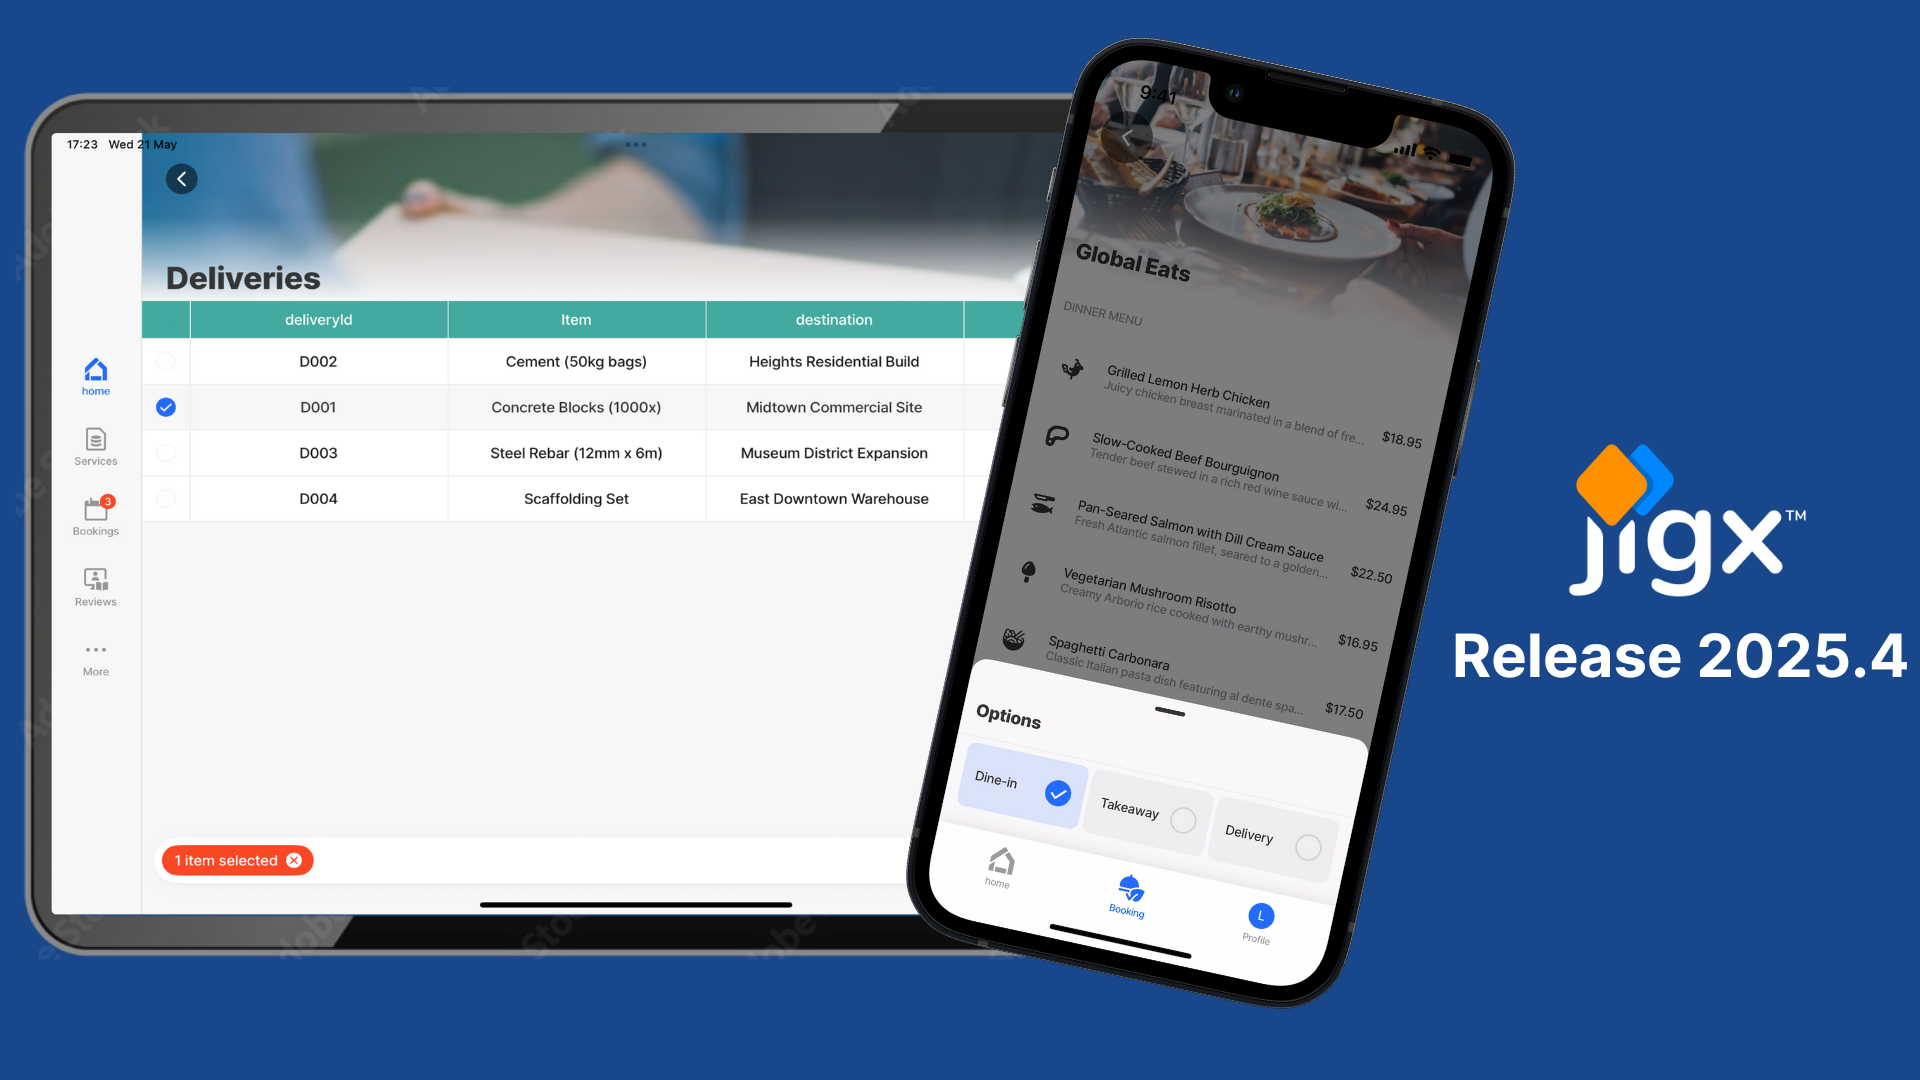 17:23 Wed 21 May
Deliveries
deliveryId Item destination
D002 Cement (50kg bags) Heights Residential Build
D001 Concrete Blocks (1000x) Midtown Commercial Site
D003 Steel Rebar (12mm x 6m) Museum District Expansion
D004 Scaffolding Set East Downtown Warehouse
home
Services
3
Bookings
Reviews
More
1 item selected
9:41
Global Eats
DINNER MENU
Grilled Lemon Herb Chicken
Juicy chicken breast marinated in a blend of fre...
$18.95
Slow-Cooked Beef Bourguignon
Tender beef stewed in a rich red wine sauce wi...
$24.95
Pan-Seared Salmon with Dill Cream Sauce
Fresh Atlantic salmon fillet, seared to a golden...
$22.50
Vegetarian Mushroom Risotto
Creamy Arborio rice cooked with earthy mushr...
$16.95
Spaghetti Carbonara
Classic Italian pasta dish featuring al dente spa...
$17.50
Options
Dine-in
Takeaway
Delivery
home
Booking
L
Profile
jigx™
Release 2025.4